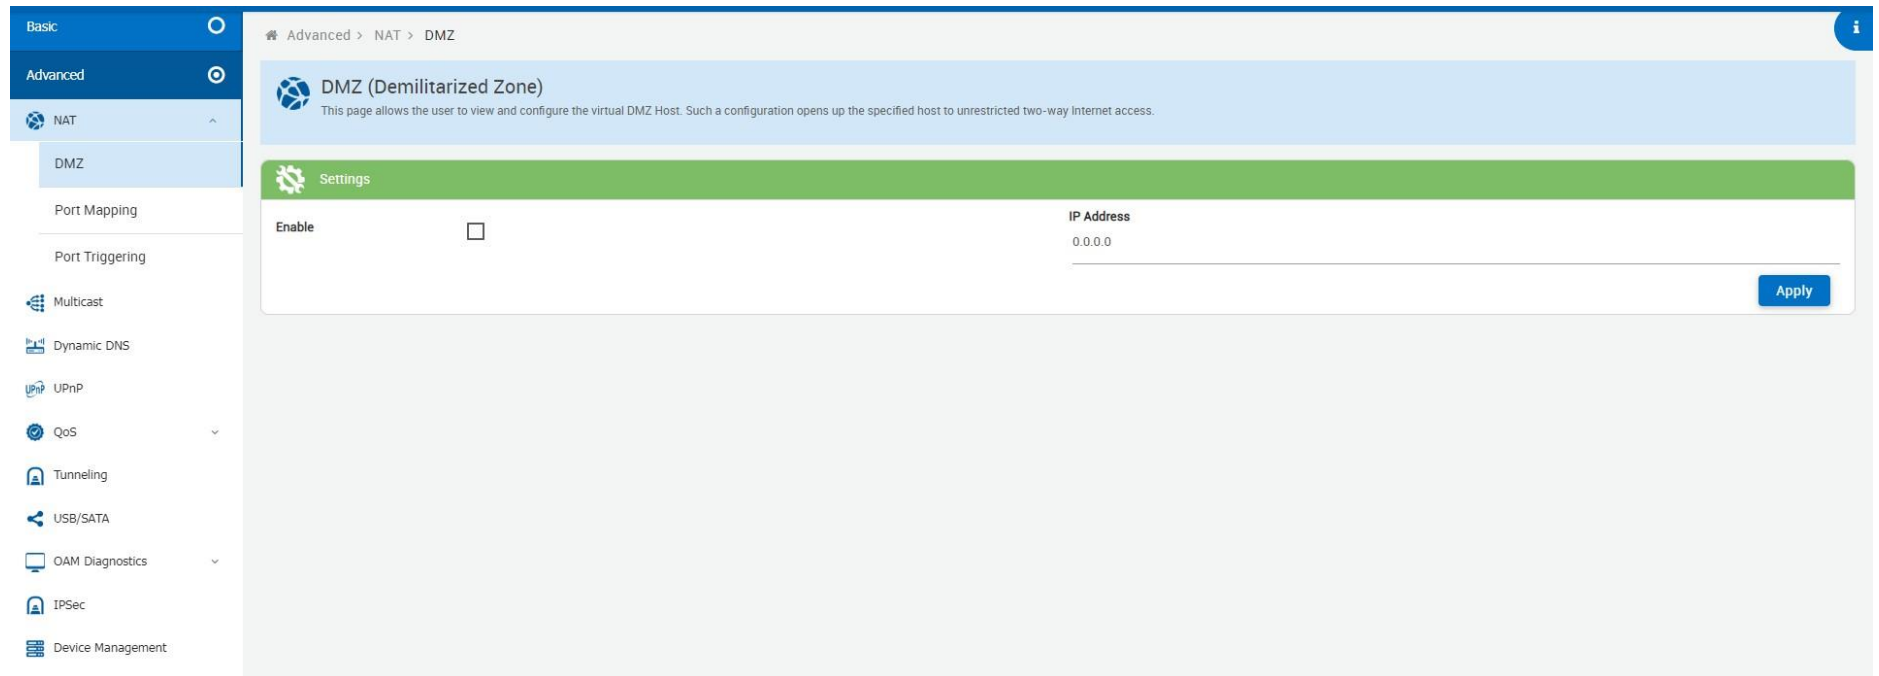 Basic
Advanced
NAT
DMZ
Port Mapping
Port Triggering
Multicast
Dynamic DNS
UPnP UPnP
QoS
Tunneling
USB/SATA
OAM Diagnostics
IPSec
Device Management
Advanced > NAT > DMZ
i
DMZ (Demilitarized Zone)
This page allows the user to view and configure the virtual DMZ Host. Such a configuration opens up the specified host to unrestricted two-way Internet access.
Settings
Enable
IP Address
0.0.0.0
Apply